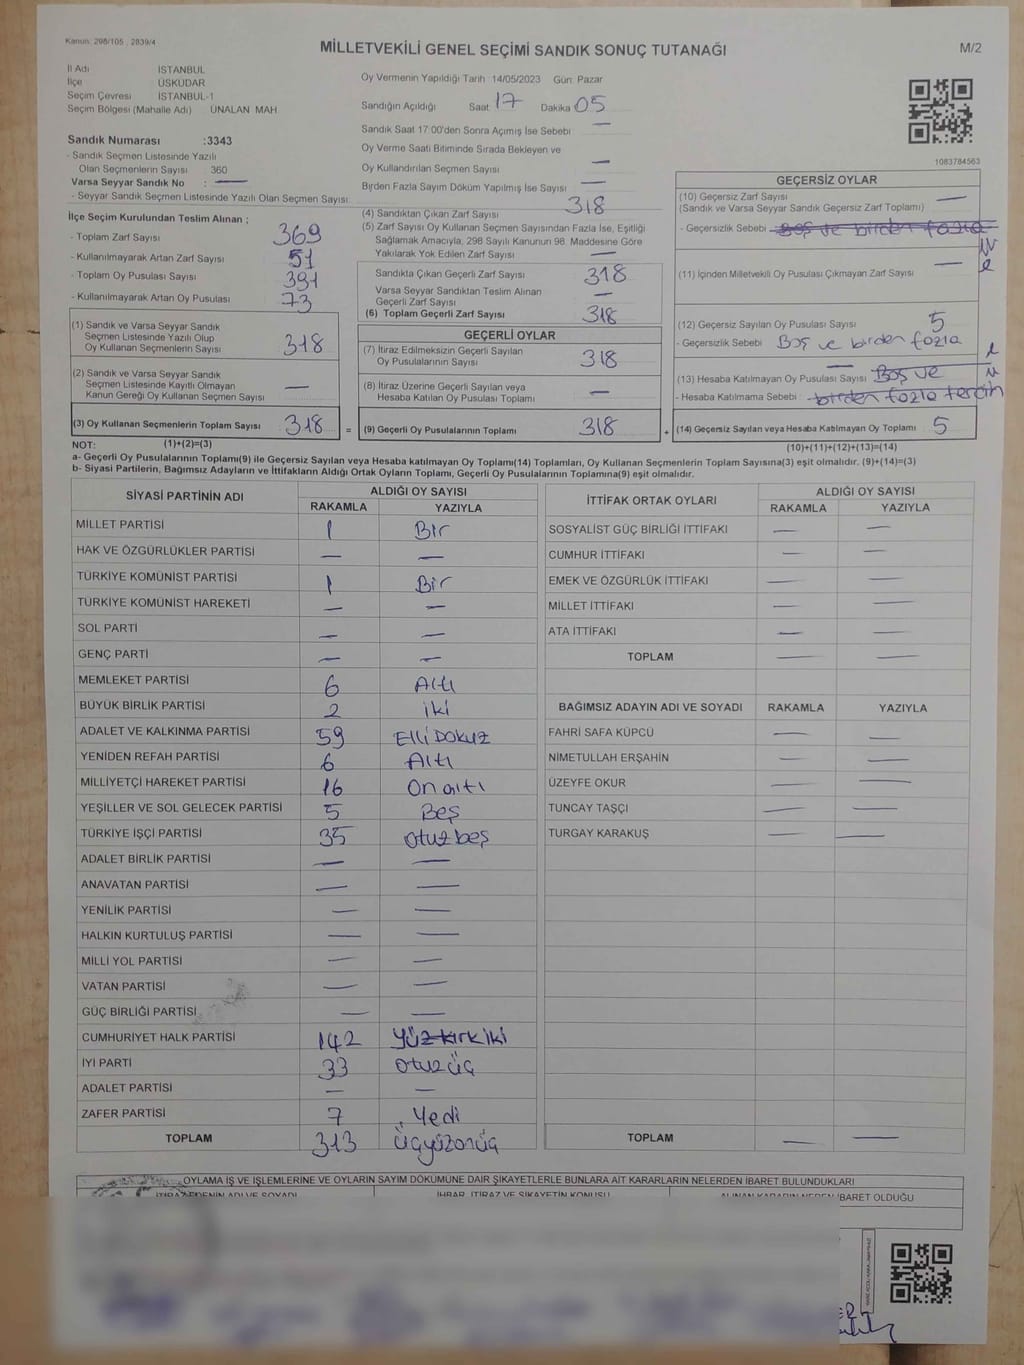 Kanun: 298/105 , 2839/4
MİLLETVEKİLİ GENEL SEÇİMİ SANDIK SONUÇ TUTANAĞI
M/2
İl Adı İSTANBUL
İlçe ÜSKÜDAR
Seçim Çevresi İSTANBUL-1
Seçim Bölgesi (Mahalle Adı) ÜNALAN MAH.
Oy Vermenin Yapıldığı Tarih :14/05/2023 Gün: Pazar
Sandığın Açıldığı Saat 17 Dakika 05
Sandık Saat 17:00'den Sonra Açımış İse Sebebi —
Oy Verme Saati Bitiminde Sırada Bekleyen ve
Oy Kullandırılan Seçmen Sayısı —
Birden Fazla Sayım Döküm Yapılmış İse Sayısı —
1083784563
Sandık Numarası :3343
- Sandık Seçmen Listesinde Yazılı
Olan Seçmenlerin Sayısı : 360
Varsa Seyyar Sandık No : —
- Seyyar Sandık Seçmen Listesinde Yazılı Olan Seçmen Sayısı
İlçe Seçim Kurulundan Teslim Alınan ;
- Toplam Zarf Sayısı 369
- Kullanılmayarak Artan Zarf Sayısı 51
- Toplam Oy Pusulası Sayısı 391
- Kullanılmayarak Artan Oy Pusulası 73
(1) Sandık ve Varsa Seyyar Sandık
Seçmen Listesinde Yazılı Olup
Oy Kullanan Seçmenlerin Sayısı 318
(2) Sandık ve Varsa Seyyar Sandık
Seçmen Listesinde Kayıtlı Olmayan
Kanun Gereği Oy Kullanan Seçmen Sayısı —
(3) Oy Kullanan Seçmenlerin Toplam Sayısı 318 =
(4) Sandıktan Çıkan Zarf Sayısı 318
(5) Zarf Sayısı Oy Kullanan Seçmen Sayısından Fazla İse, Eşitliği
Sağlamak Amacıyla, 298 Sayılı Kanunun 98. Maddesine Göre
Yakılarak Yok Edilen Zarf Sayısı —
Sandıkta Çıkan Geçerli Zarf Sayısı 318
Varsa Seyyar Sandıktan Teslim Alınan
Geçerli Zarf Sayısı —
(6) Toplam Geçerli Zarf Sayısı 318
GEÇERLİ OYLAR
(7) İtiraz Edilmeksizin Geçerli Sayılan
Oy Pusulalarının Sayısı 318
(8) İtiraz Üzerine Geçerli Sayılan veya
Hesaba Katılan Oy Pusulası Toplamı —
(9) Geçerli Oy Pusulalarının Toplamı 318 +
GEÇERSİZ OYLAR
(10) Geçersiz Zarf Sayısı —
(Sandık ve Varsa Seyyar Sandık Geçersiz Zarf Toplamı)
- Geçersizlik Sebebi Boş ve birden fazla
(11) İçinden Milletvekili Oy Pusulası Çıkmayan Zarf Sayısı —
(12) Geçersiz Sayılan Oy Pusulası Sayısı 5
- Geçersizlik Sebebi Boş ve birden fazla
(13) Hesaba Katılmayan Oy Pusulası Sayısı — Boş ve
- Hesaba Katılmama Sebebi : birden fazla tercih
(14) Geçersiz Sayılan veya Hesaba Katılmayan Oy Toplamı 5
NOT: (1)+(2)=(3)
(10)+(11)+(12)+(13)=(14)
a- Geçerli Oy Pusulalarının Toplamı(9) ile Geçersiz Sayılan veya Hesaba katılmayan Oy Toplamı(14) Toplamları, Oy Kullanan Seçmenlerin Toplam Sayısına(3) eşit olmalıdır. (9)+(14)=(3)
b- Siyasi Partilerin, Bağımsız Adayların ve İttifakların Aldığı Ortak Oyların Toplamı, Geçerli Oy Pusulalarının Toplamına(9) eşit olmalıdır.
SİYASİ PARTİNİN ADI ALDIĞI OY SAYISI
RAKAMLA YAZIYLA
MİLLET PARTİSİ 1 Bir
HAK VE ÖZGÜRLÜKLER PARTİSİ — —
TÜRKİYE KOMÜNİST PARTİSİ 1 Bir
TÜRKİYE KOMÜNİST HAREKETİ — —
SOL PARTİ — —
GENÇ PARTİ — —
MEMLEKET PARTİSİ 6 Altı
BÜYÜK BİRLİK PARTİSİ 2 iki
ADALET VE KALKINMA PARTİSİ 59 Elli Dokuz
YENİDEN REFAH PARTİSİ 6 Altı
MİLLİYETÇİ HAREKET PARTİSİ 16 On altı
YEŞİLLER VE SOL GELECEK PARTİSİ 5 Beş
TÜRKİYE İŞÇİ PARTİSİ 35 otuz beş
ADALET BİRLİK PARTİSİ — —
ANAVATAN PARTİSİ — —
YENİLİK PARTİSİ — —
HALKIN KURTULUŞ PARTİSİ — —
MİLLİ YOL PARTİSİ — —
VATAN PARTİSİ — —
GÜÇ BİRLİĞİ PARTİSİ — —
CUMHURİYET HALK PARTİSİ 142 Yüz kırk iki
İYİ PARTİ 33 otuz üç
ADALET PARTİSİ — —
ZAFER PARTİSİ 7 Yedi
TOPLAM 313 üçyüzonüç
İTTİFAK ORTAK OYLARI ALDIĞI OY SAYISI
RAKAMLA YAZIYLA
SOSYALİST GÜÇ BİRLİĞİ İTTİFAKI — —
CUMHUR İTTİFAKI — —
EMEK VE ÖZGÜRLÜK İTTİFAKI — —
MİLLET İTTİFAKI — —
ATA İTTİFAKI — —
TOPLAM — —
BAĞIMSIZ ADAYIN ADI VE SOYADI RAKAMLA YAZIYLA
FAHRİ SAFA KÜPCÜ — —
NİMETULLAH ERŞAHİN — —
ÜZEYFE OKUR — —
TUNCAY TAŞÇI — —
TURGAY KARAKUŞ — —
TOPLAM — —
OYLAMA İŞ VE İŞLEMLERİNE VE OYLARIN SAYIM DÖKÜMÜNE DAİR ŞİKAYETLERLE BUNLARA AİT KARARLARIN NELERDEN İBARET BULUNDUKLARI
İTİRAZ EDENİN ADI VE SOYADI İHBAR, İTİRAZ VE ŞİKAYETİN KONUSU ALINAN KARARIN NEDEN İBARET OLDUĞU